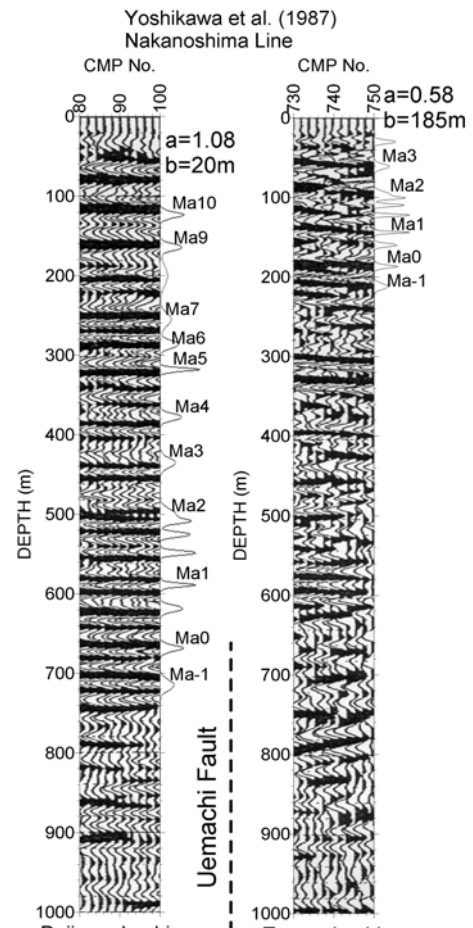 Yoshikawa et al. (1987)
Nakanoshima Line
CMP No.
80
90
100
a=1.08
b=20m
0
100
200
300
400
500
600
700
800
900
1000
DEPTH (m)
Ma10
Ma9
Ma7
Ma6
Ma5
Ma4
Ma3
Ma2
Ma1
Ma0
Ma-1
Uemachi Fault
CMP No.
730
740
750
a=0.58
b=185m
0
100
200
300
400
500
600
700
800
900
1000
DEPTH (m)
Ma3
Ma2
Ma1
Ma0
Ma-1